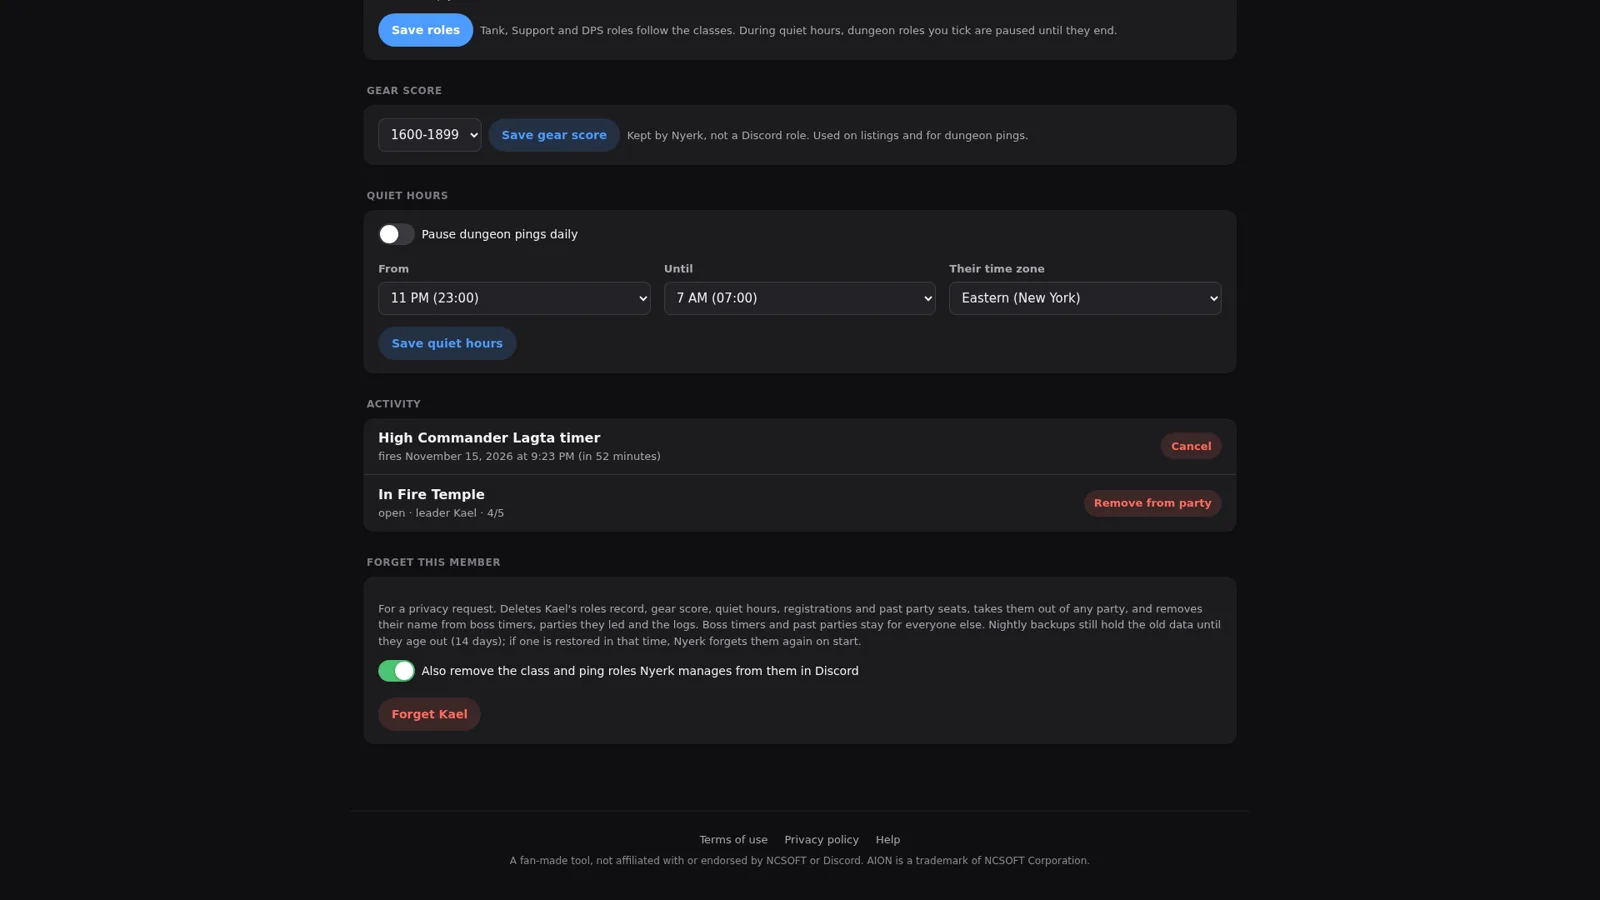 Save roles
Tank, Support and DPS roles follow the classes. During quiet hours, dungeon roles you tick are paused until they end.
GEAR SCORE
1600-1899
Save gear score
Kept by Nyerk, not a Discord role. Used on listings and for dungeon pings.
QUIET HOURS
Pause dungeon pings daily
From
Until
Their time zone
11 PM (23:00)
7 AM (07:00)
Eastern (New York)
Save quiet hours
ACTIVITY
High Commander Lagta timer
fires November 15, 2026 at 9:23 PM (in 52 minutes)
Cancel
In Fire Temple
open · leader Kael · 4/5
Remove from party
FORGET THIS MEMBER
For a privacy request. Deletes Kael's roles record, gear score, quiet hours, registrations and past party seats, takes them out of any party, and removes
their name from boss timers, parties they led and the logs. Boss timers and past parties stay for everyone else. Nightly backups still hold the old data until
they age out (14 days); if one is restored in that time, Nyerk forgets them again on start.
Also remove the class and ping roles Nyerk manages from them in Discord
Forget Kael
Terms of use
Privacy policy
Help
A fan-made tool, not affiliated with or endorsed by NCSOFT or Discord. AION is a trademark of NCSOFT Corporation.